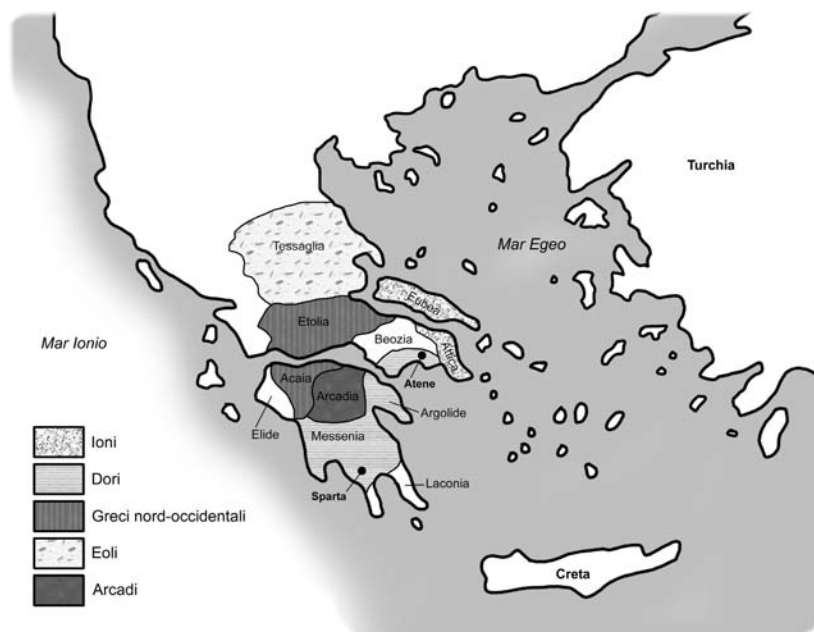 Turchia
Mar Egeo
Tessaglia
Eubea
Etolia
Beozia
Attica
Mar Ionio
Atene
Acaia
Arcadia
Argolide
Elide
Messenia
Laconia
Sparta
Creta
Ioni
Dori
Greci nord-occidentali
Eoli
Arcadi